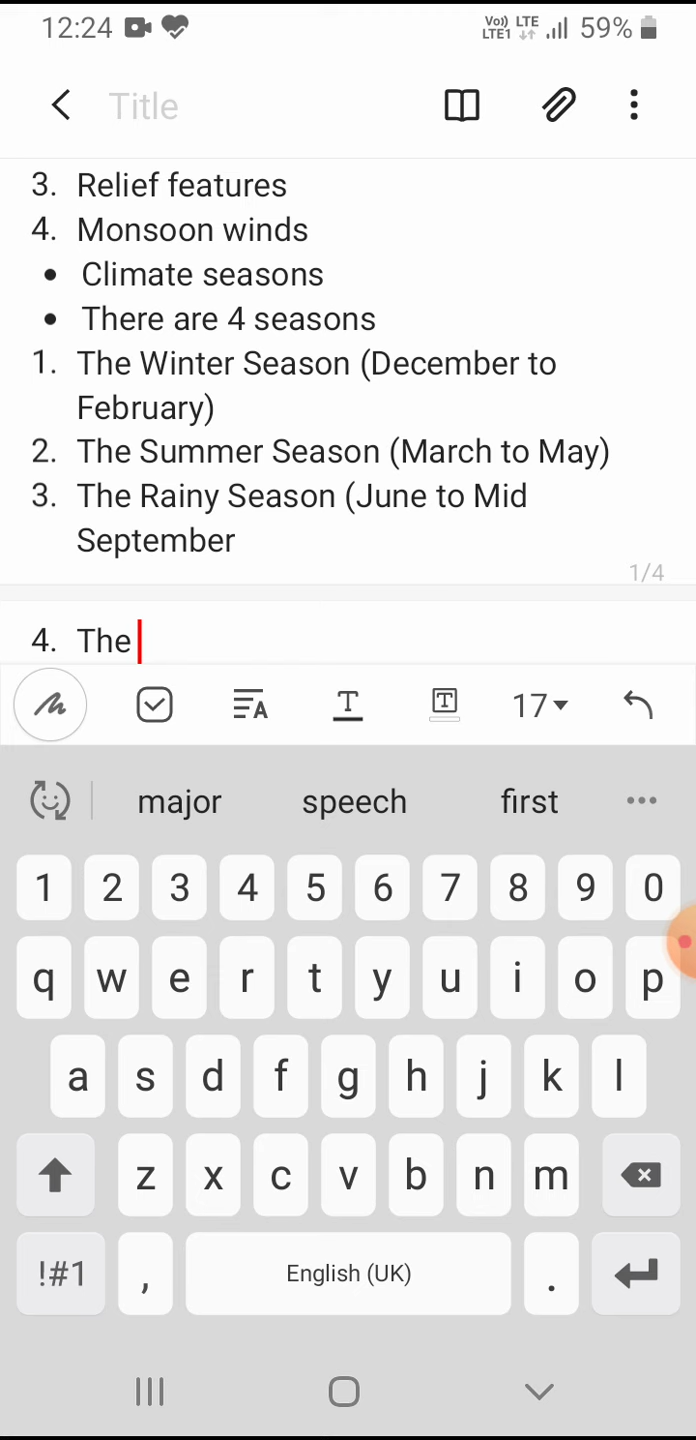 12:24 Vo)) LTE1 LTE 59%
Title
3. Relief features
4. Monsoon winds
• Climate seasons
• There are 4 seasons
1. The Winter Season (December to
February)
2. The Summer Season (March to May)
3. The Rainy Season (June to Mid
September
1/4
4. The
A T T 17
major speech first
1 2 3 4 5 6 7 8 9 0
q w e r t y u i o p
a s d f g h j k l
z x c v b n m
!#1 , English (UK) .